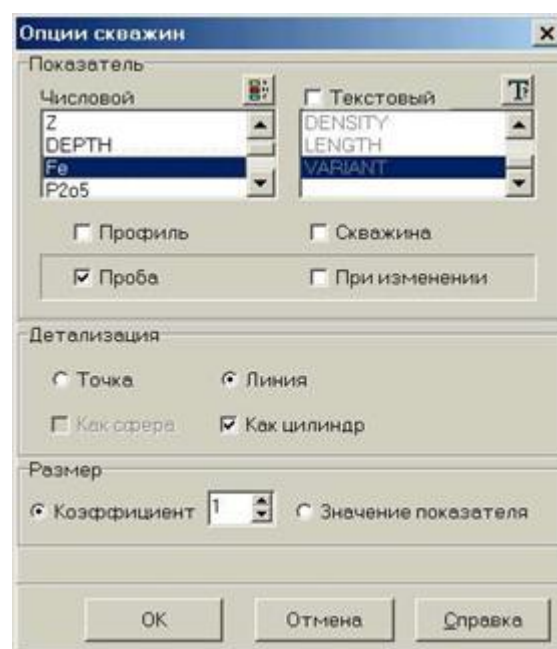 Опции скважин
Показатель
Числовой
Текстовый
Z
DEPTH
Fe
P2o5
DENSITY
LENGTH
VARIANT
Профиль
Скважина
Проба
При изменении
Детализация
Точка
Линия
Как сфера
Как цилиндр
Размер
Коэффициент
1
Значение показателя
OK
Отмена
Справка